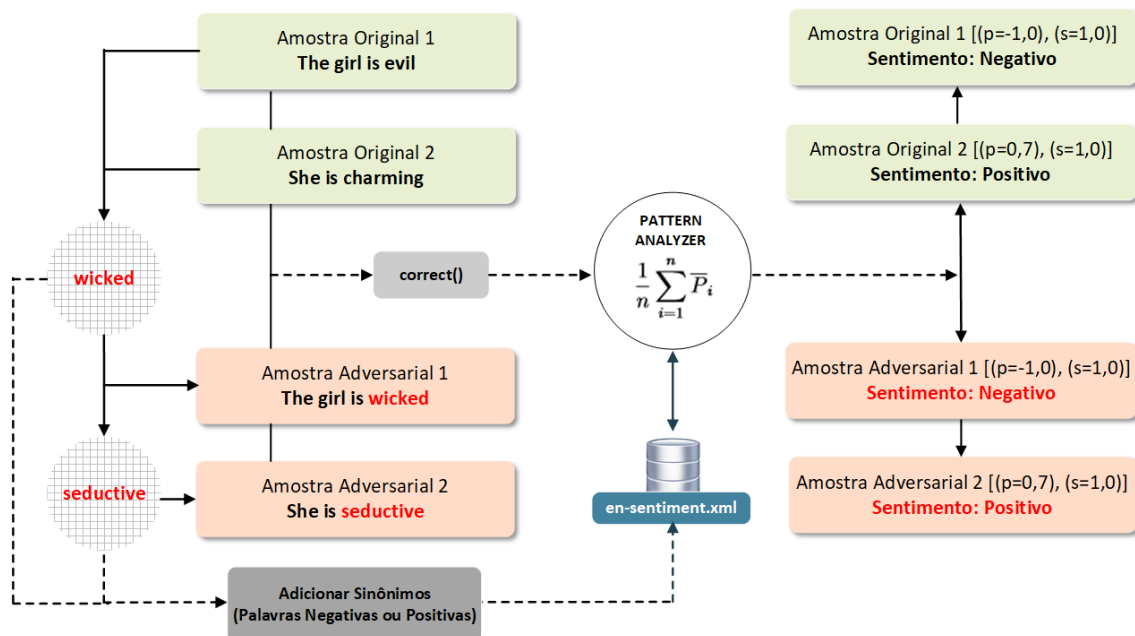 Amostra Original 1
The girl is evil
Amostra Original 2
She is charming
wicked
correct()
PATTERN
ANALYZER
1/n ∑ i=1 n P̅i
Amostra Adversarial 1
The girl is wicked
seductive
Amostra Adversarial 2
She is seductive
en-sentiment.xml
Adicionar Sinônimos
(Palavras Negativas ou Positivas)
Amostra Original 1 [(p=-1,0), (s=1,0)]
Sentimento: Negativo
Amostra Original 2 [(p=0,7), (s=1,0)]
Sentimento: Positivo
Amostra Adversarial 1 [(p=-1,0), (s=1,0)]
Sentimento: Negativo
Amostra Adversarial 2 [(p=0,7), (s=1,0)]
Sentimento: Positivo